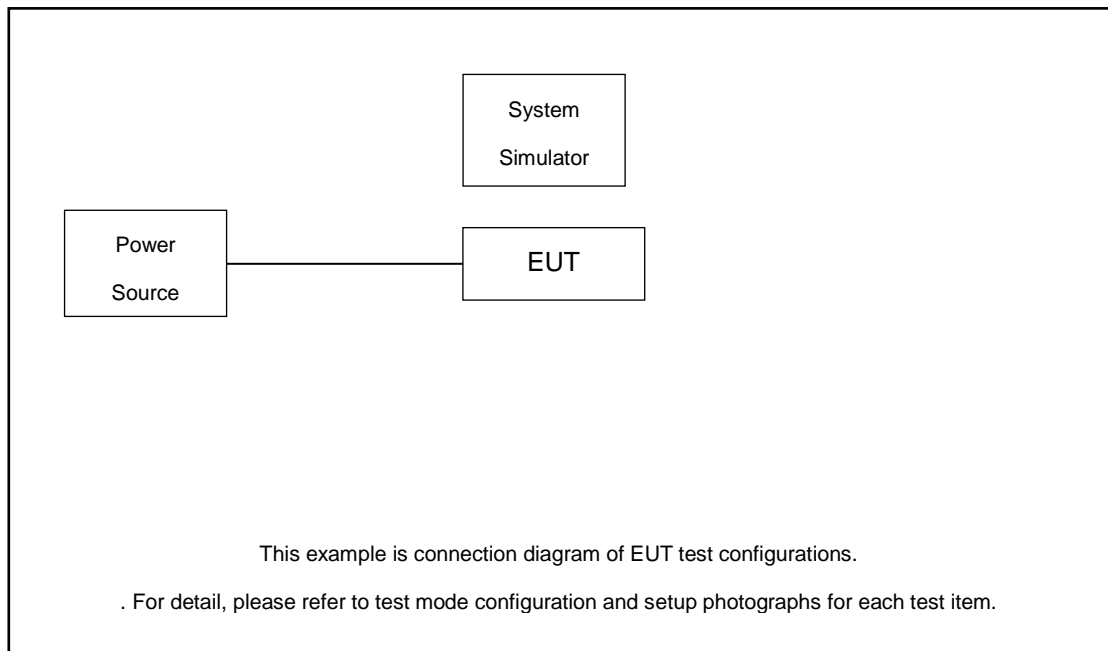 System
Simulator
Power
Source
EUT
This example is connection diagram of EUT test configurations.
. For detail, please refer to test mode configuration and setup photographs for each test item.